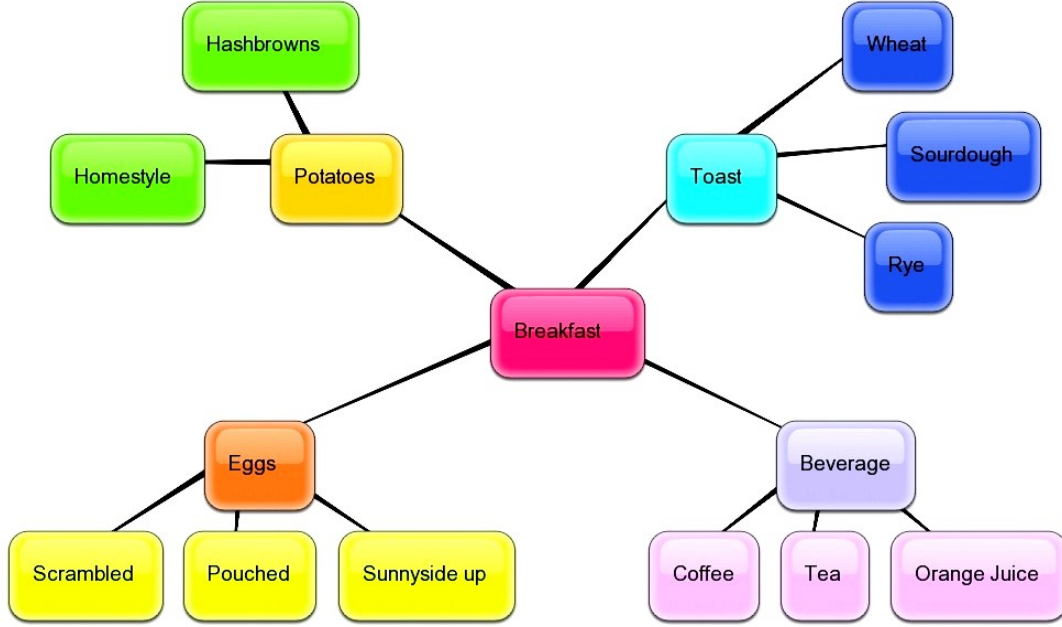 Hashbrowns
Wheat
Homestyle
Potatoes
Toast
Sourdough
Rye
Breakfast
Eggs
Beverage
Scrambled
Pouched
Sunnyside up
Coffee
Tea
Orange Juice